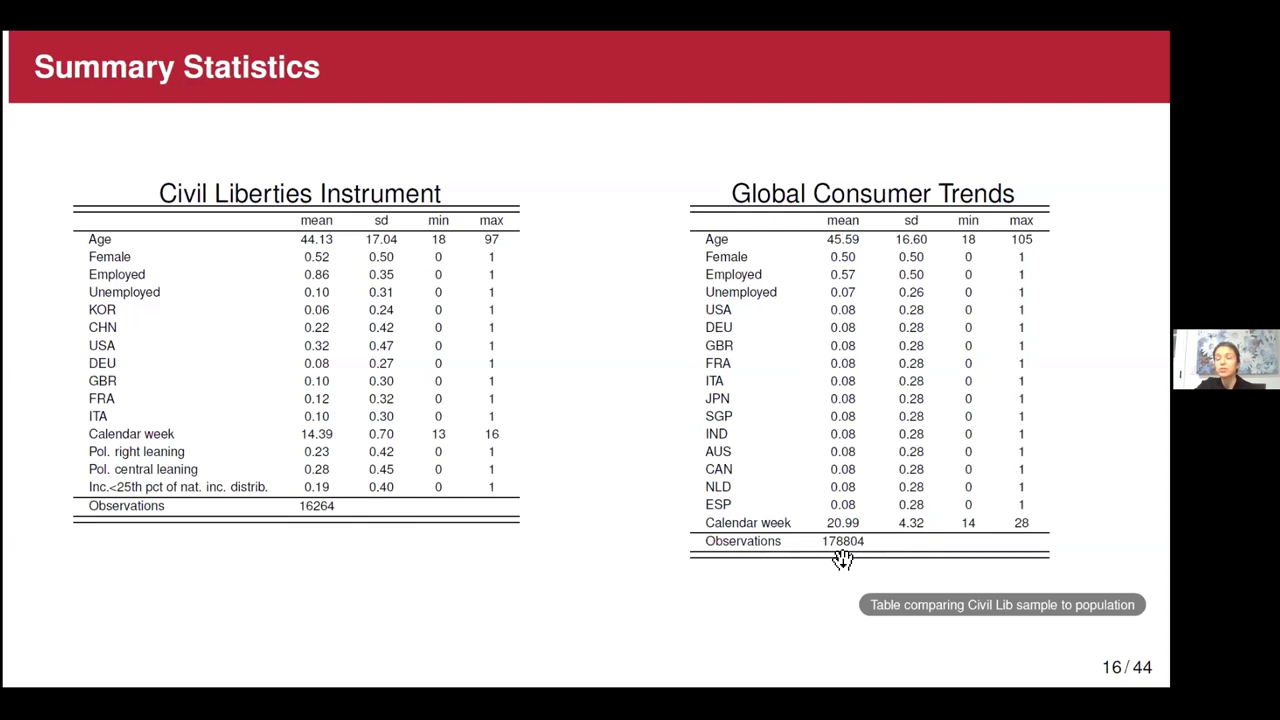 Summary Statistics
Civil Liberties Instrument
mean sd min max
Age 44.13 17.04 18 97
Female 0.52 0.50 0 1
Employed 0.86 0.35 0 1
Unemployed 0.10 0.31 0 1
KOR 0.06 0.24 0 1
CHN 0.22 0.42 0 1
USA 0.32 0.47 0 1
DEU 0.08 0.27 0 1
GBR 0.10 0.30 0 1
FRA 0.12 0.32 0 1
ITA 0.10 0.30 0 1
Calendar week 14.39 0.70 13 16
Pol. right leaning 0.23 0.42 0 1
Pol. central leaning 0.28 0.45 0 1
Inc.<25th pct of nat. inc. distrib. 0.19 0.40 0 1
Observations 16264
Global Consumer Trends
mean sd min max
Age 45.59 16.60 18 105
Female 0.50 0.50 0 1
Employed 0.57 0.50 0 1
Unemployed 0.07 0.26 0 1
USA 0.08 0.28 0 1
DEU 0.08 0.28 0 1
GBR 0.08 0.28 0 1
FRA 0.08 0.28 0 1
ITA 0.08 0.28 0 1
JPN 0.08 0.28 0 1
SGP 0.08 0.28 0 1
IND 0.08 0.28 0 1
AUS 0.08 0.28 0 1
CAN 0.08 0.28 0 1
NLD 0.08 0.28 0 1
ESP 0.08 0.28 0 1
Calendar week 20.99 4.32 14 28
Observations 178804
Table comparing Civil Lib sample to population
16 / 44